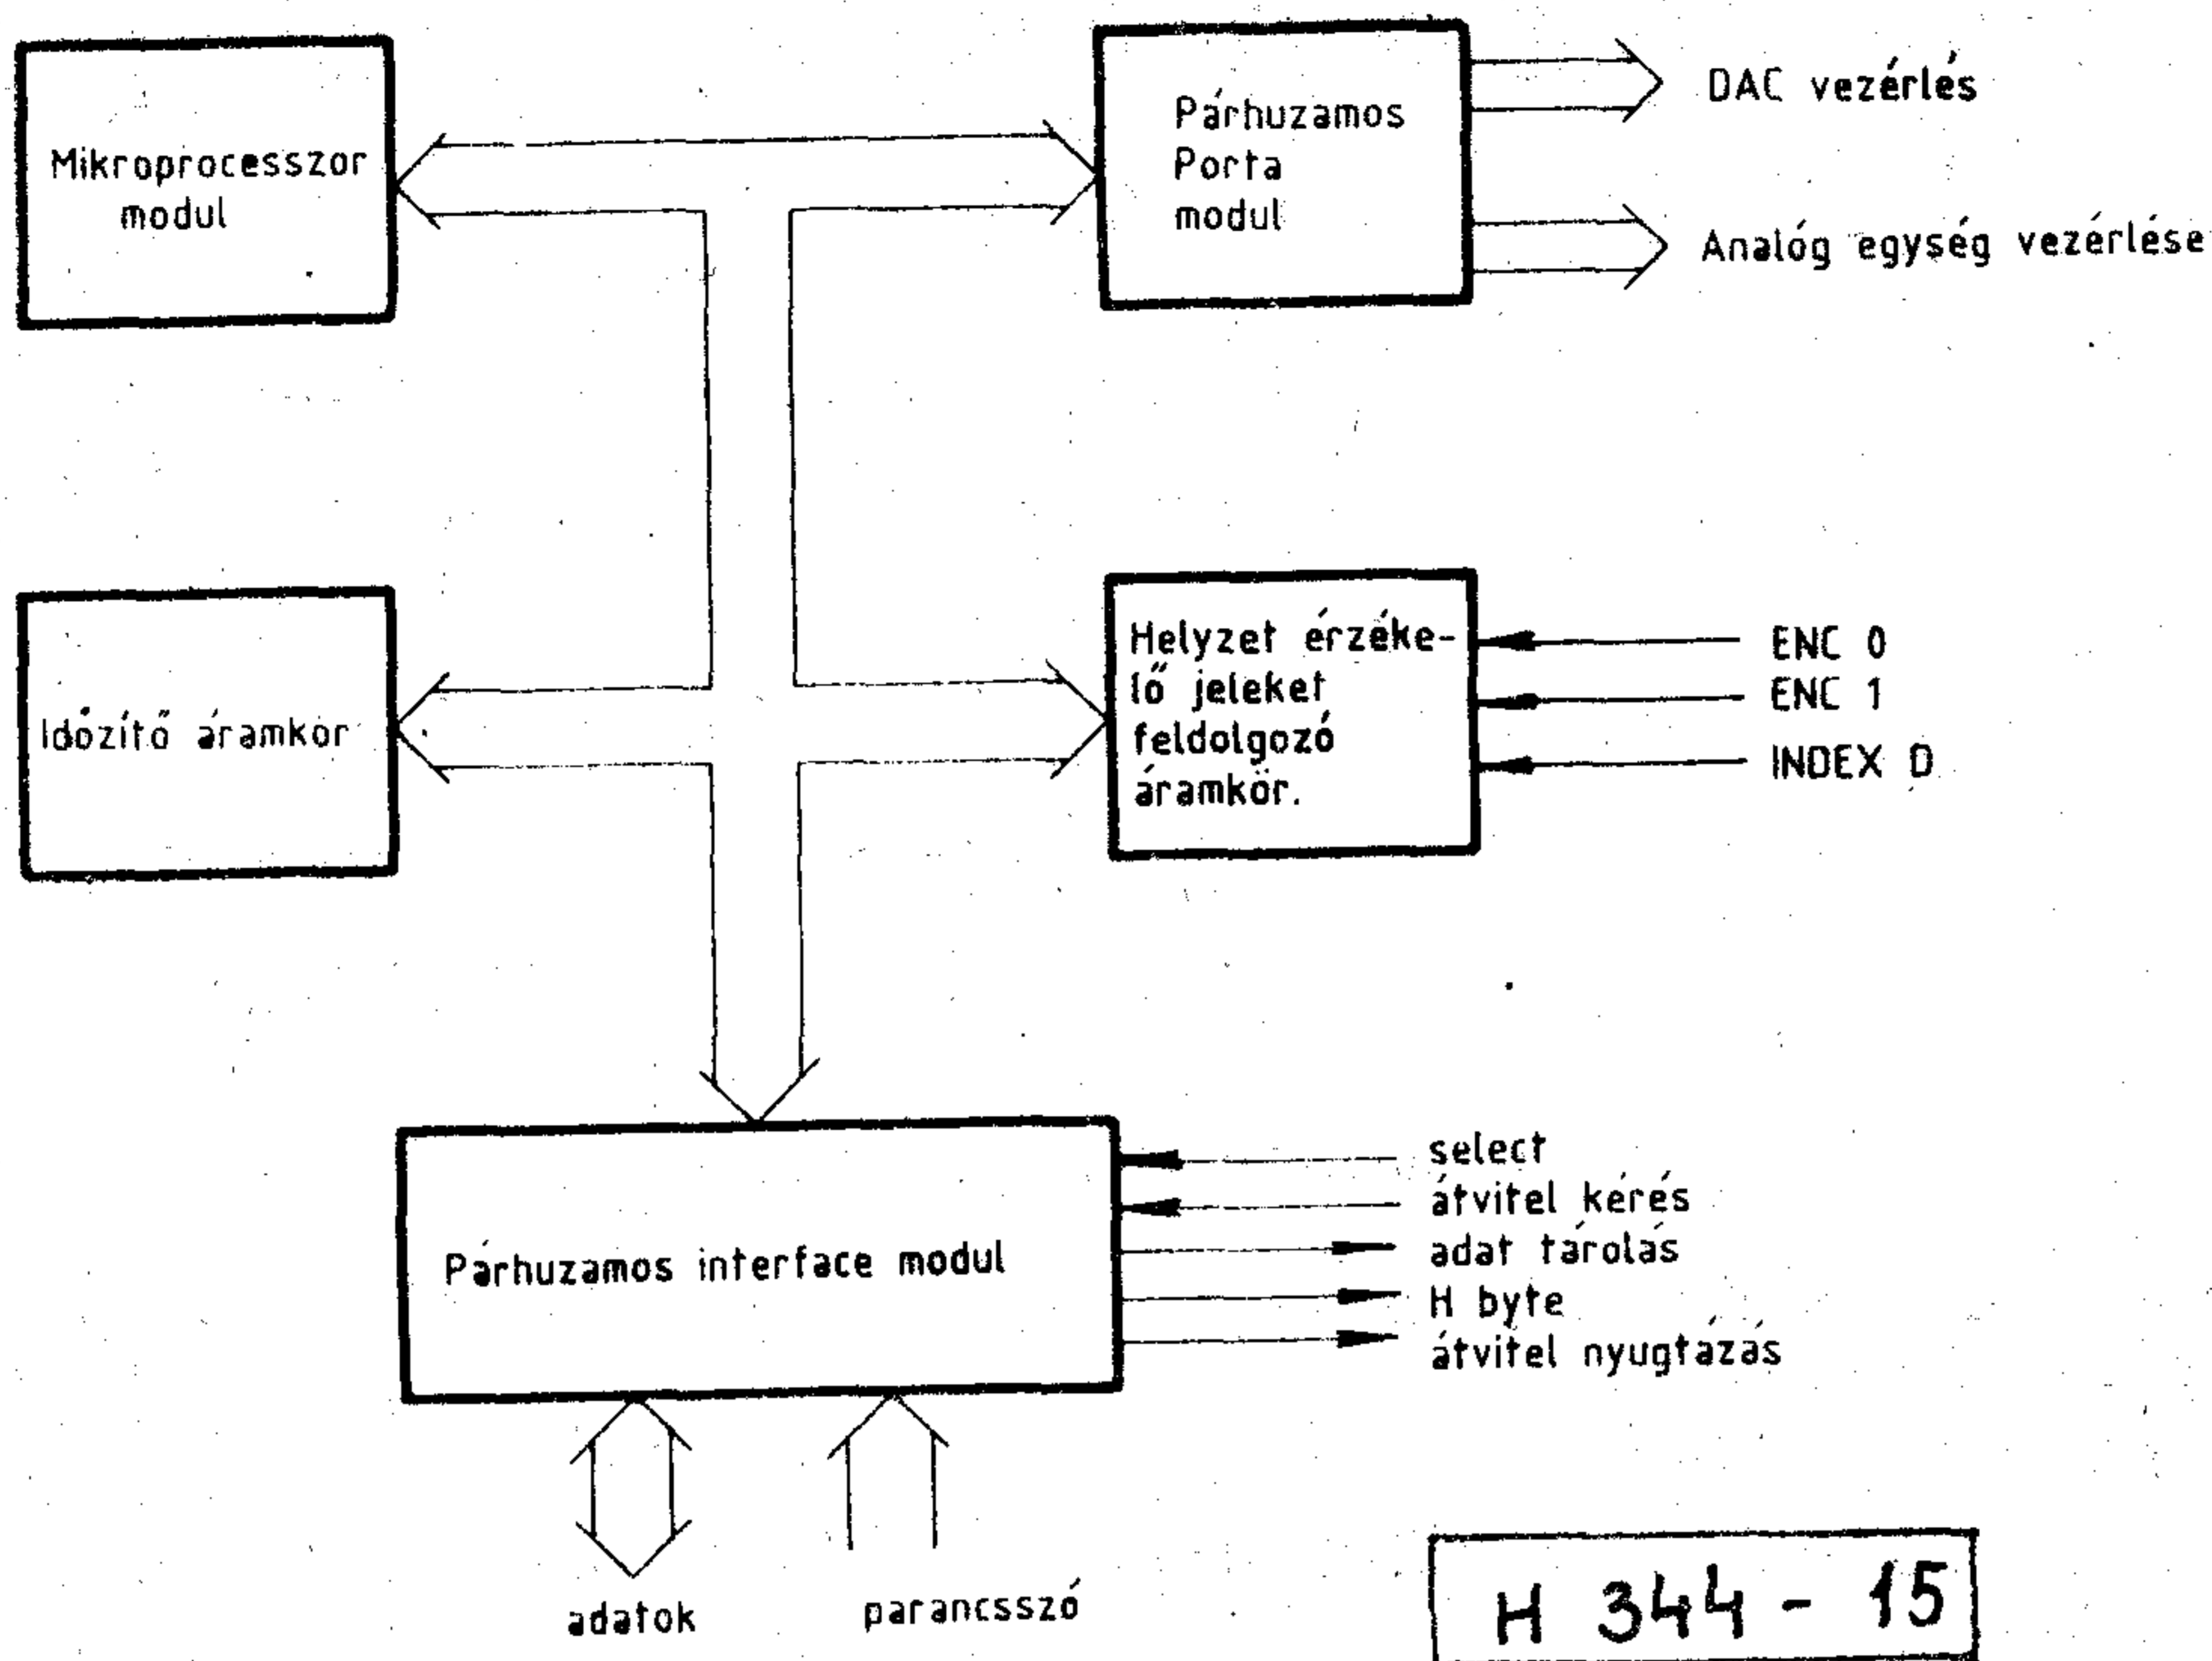 Mikroprocesszor
modul
Párhuzamos
Porta
modul
DAC vezérlés
Analóg egység vezérlése
Időzítő áramkör
Helyzet érzéke-
lő jeleket
feldolgozó
áramkör.
ENC 0
ENC 1
INDEX D
Párhuzamos interface modul
select
átvitel kérés
adat tárolás
H byte
átvitel nyugtázás
adatok
parancsszó
H 344 - 15